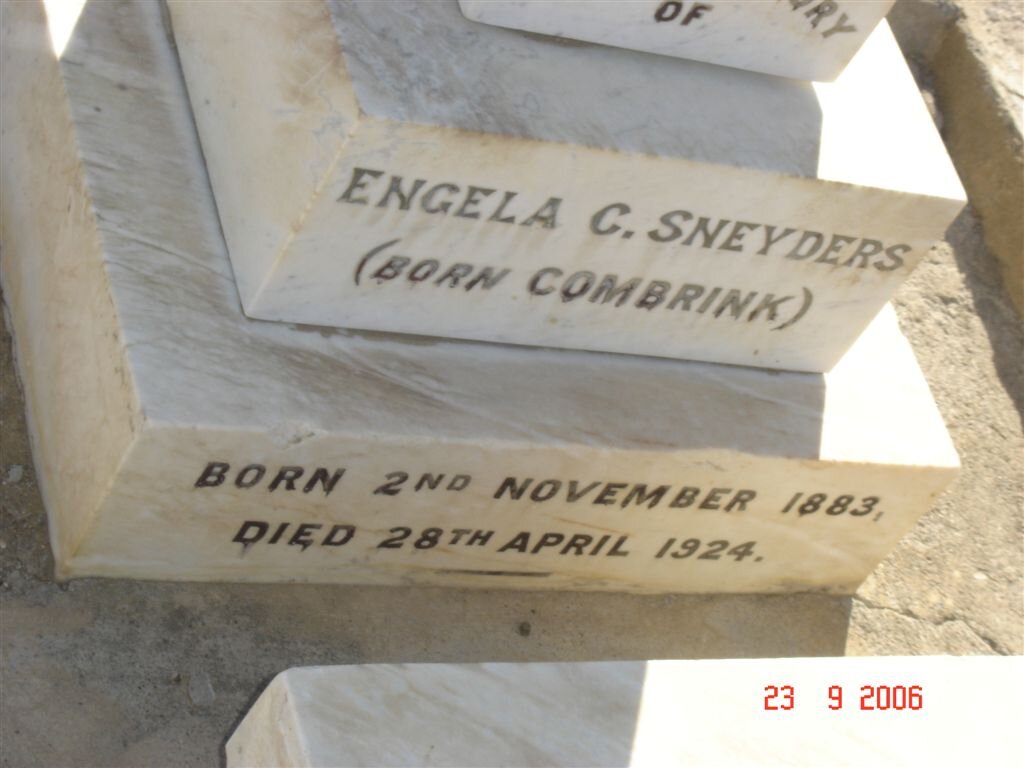 OF
ENGELA C. SNEYDERS
(BORN COMBRINK)
BORN 2ND NOVEMBER 1883,
DIED 28TH APRIL 1924.
23 9 2006